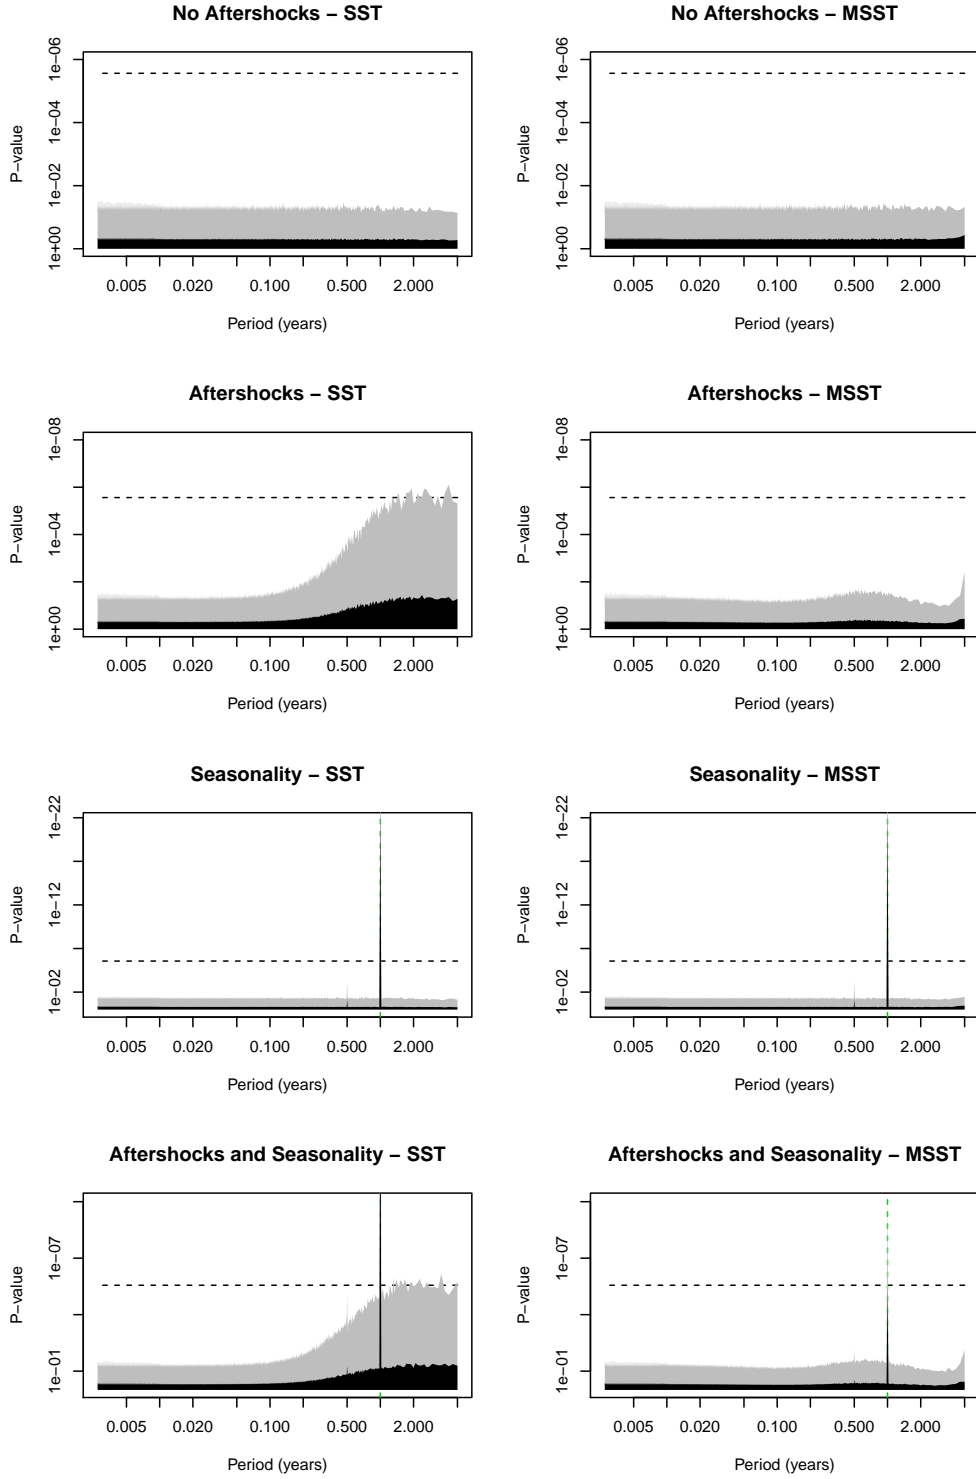 No Aftershocks – SST
No Aftershocks – MSST
P−value
1e−06
1e−04
1e−02
1e+00
0.005 0.020 0.100 0.500 2.000
Period (years)
P−value
1e−06
1e−04
1e−02
1e+00
0.005 0.020 0.100 0.500 2.000
Period (years)
Aftershocks – SST
Aftershocks – MSST
P−value
1e−08
1e−04
1e+00
0.005 0.020 0.100 0.500 2.000
Period (years)
P−value
1e−08
1e−04
1e+00
0.005 0.020 0.100 0.500 2.000
Period (years)
Seasonality – SST
Seasonality – MSST
P−value
1e−22
1e−12
1e−02
0.005 0.020 0.100 0.500 2.000
Period (years)
P−value
1e−22
1e−12
1e−02
0.005 0.020 0.100 0.500 2.000
Period (years)
Aftershocks and Seasonality – SST
Aftershocks and Seasonality – MSST
P−value
1e−07
1e−01
0.005 0.020 0.100 0.500 2.000
Period (years)
P−value
1e−07
1e−01
0.005 0.020 0.100 0.500 2.000
Period (years)